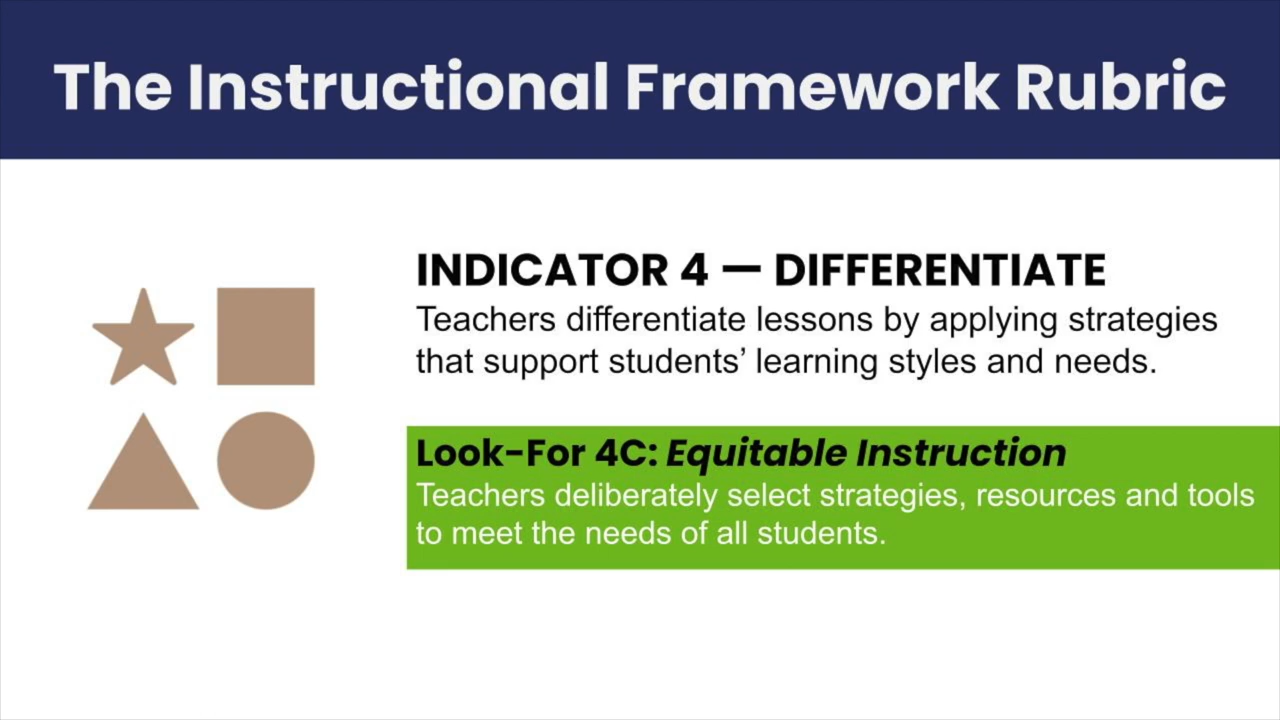 The Instructional Framework Rubric
INDICATOR 4 — DIFFERENTIATE
Teachers differentiate lessons by applying strategies
that support students’ learning styles and needs.
Look-For 4C: Equitable Instruction
Teachers deliberately select strategies, resources and tools
to meet the needs of all students.